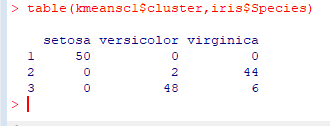 > table(kmeansc1$cluster,iris$Species)
setosa versicolor virginica
1 50 0 0
2 0 2 44
3 0 48 6
>